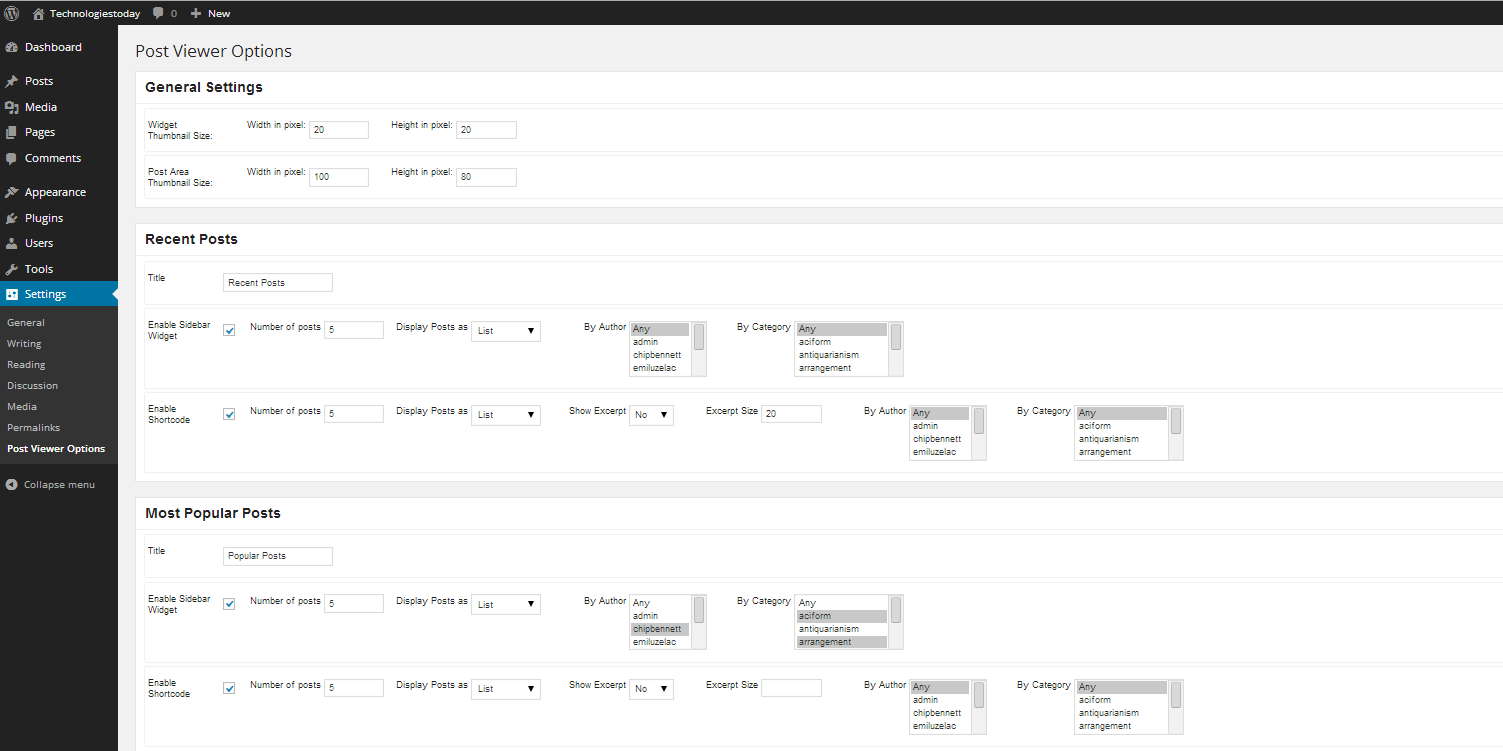 Technologiestoday 0 New
Dashboard
Posts
Media
Pages
Comments
Appearance
Plugins
Users
Tools
Settings
General
Writing
Reading
Discussion
Media
Permalinks
Post Viewer Options
Collapse menu
Post Viewer Options
General Settings
Widget
Thumbnail Size:
Width in pixel: 20
Height in pixel: 20
Post Area
Thumbnail Size:
Width in pixel: 100
Height in pixel: 80
Recent Posts
Title
Recent Posts
Enable Sidebar
Widget
Number of posts 5
Display Posts as List
By Author
Any
admin
chipbennett
emiluzelac
By Category
Any
aciform
antiquarianism
arrangement
Enable
Shortcode
Number of posts 5
Display Posts as List
Show Excerpt No
Excerpt Size 20
By Author
Any
admin
chipbennett
emiluzelac
By Category
Any
aciform
antiquarianism
arrangement
Most Popular Posts
Title
Popular Posts
Enable Sidebar
Widget
Number of posts 5
Display Posts as List
By Author
Any
admin
chipbennett
emiluzelac
By Category
Any
aciform
antiquarianism
arrangement
Enable
Shortcode
Number of posts 5
Display Posts as List
Show Excerpt No
Excerpt Size
By Author
Any
admin
chipbennett
emiluzelac
By Category
Any
aciform
antiquarianism
arrangement